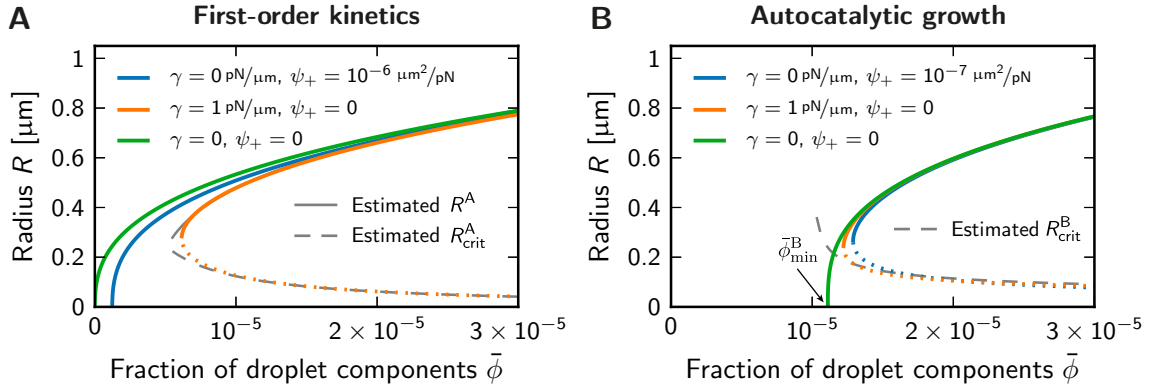 A First-order kinetics
Radius R [µm]
1
0.8
0.6
0.4
0.2
0
γ = 0 pN/µm, ψ₊ = 10⁻⁶ µm²/pN
γ = 1 pN/µm, ψ₊ = 0
γ = 0, ψ₊ = 0
Estimated Rᴬ
Estimated Rᴬ_crit
0 10⁻⁵ 2 × 10⁻⁵ 3 × 10⁻⁵
Fraction of droplet components ϕ̄
B Autocatalytic growth
Radius R [µm]
1
0.8
0.6
0.4
0.2
0
γ = 0 pN/µm, ψ₊ = 10⁻⁷ µm²/pN
γ = 1 pN/µm, ψ₊ = 0
γ = 0, ψ₊ = 0
Estimated Rᴮ_crit
ϕ̄ᴮ_min
0 10⁻⁵ 2 × 10⁻⁵ 3 × 10⁻⁵
Fraction of droplet components ϕ̄